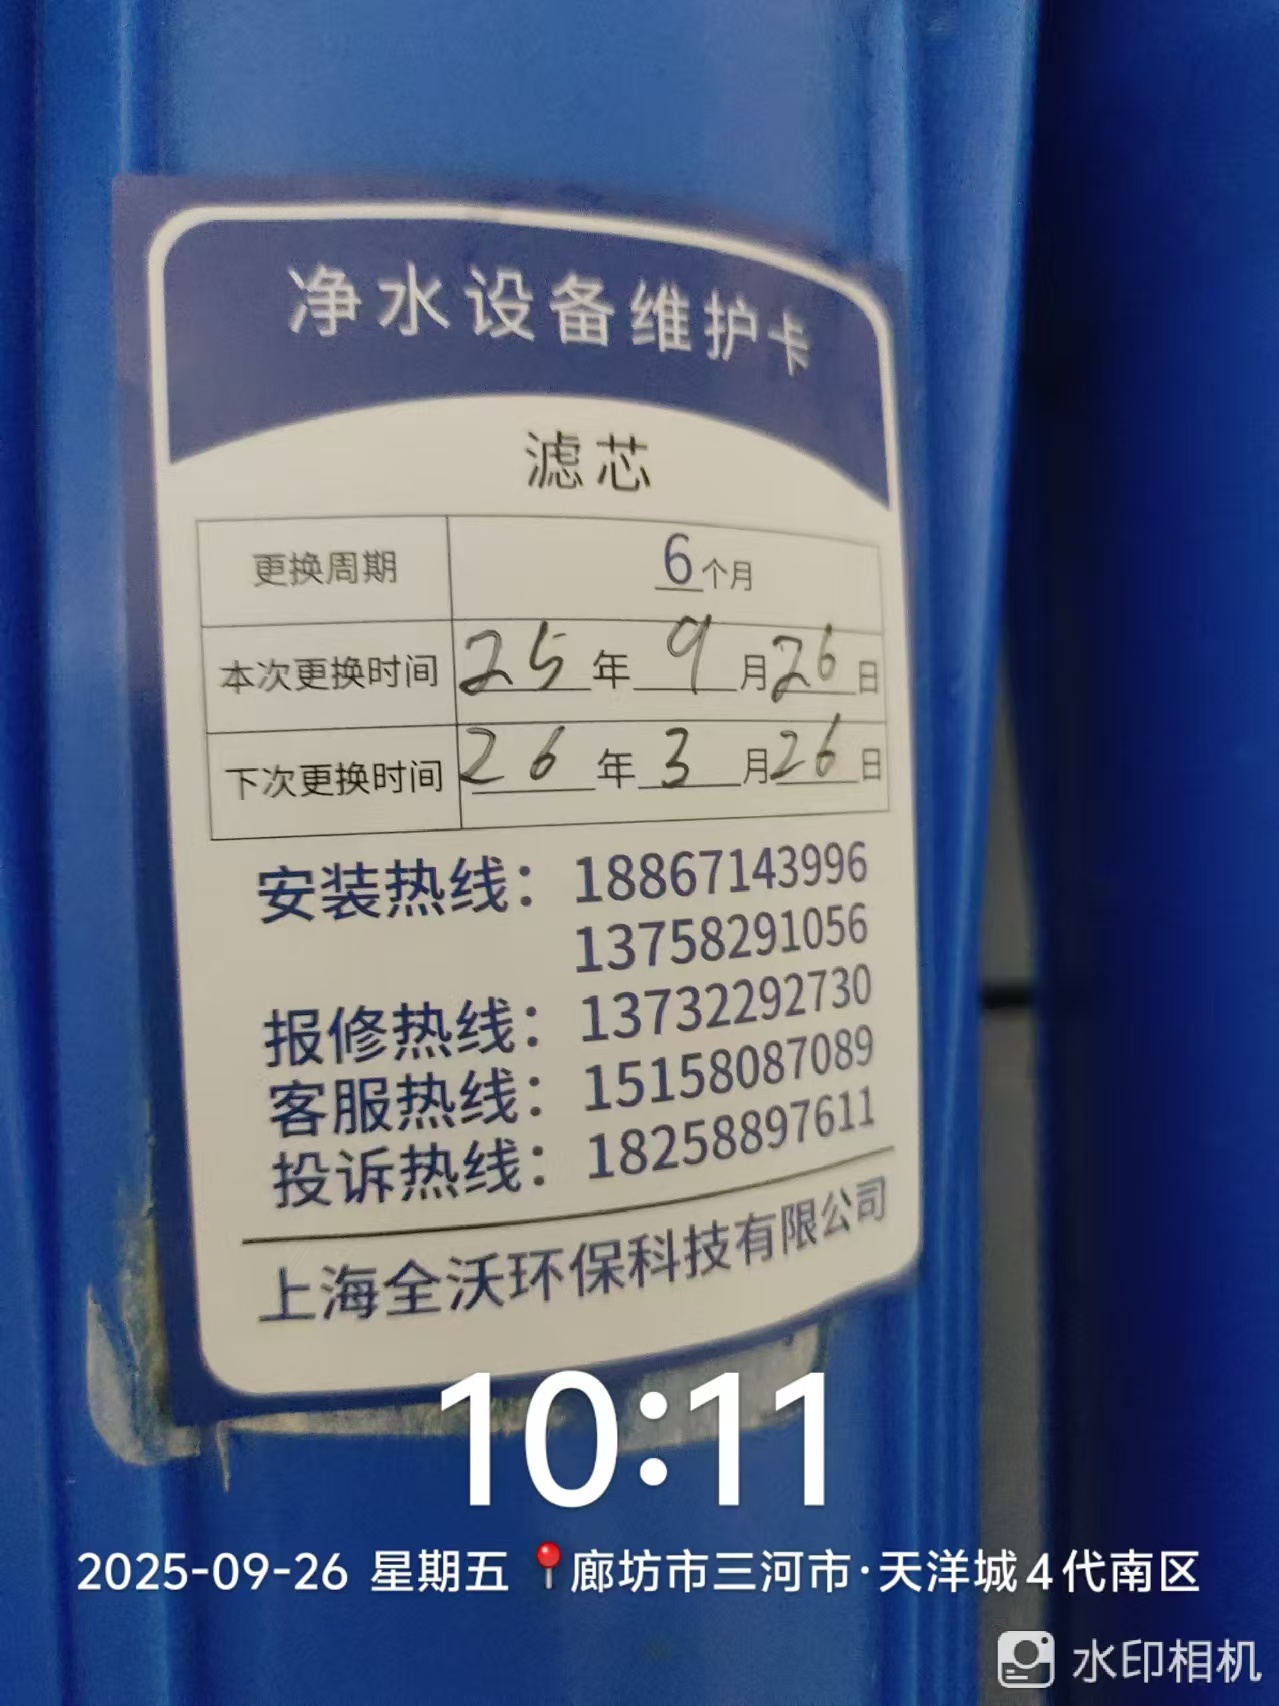 净水设备维护卡
滤芯
更换周期 6个月
本次更换时间 25年9月26日
下次更换时间 26年3月26日
安装热线：18867143996
13758291056
报修热线：13732292730
客服热线：15158087089
投诉热线：18258897611
上海全沃环保科技有限公司
10:11
2025-09-26 星期五 📍廊坊市三河市·天洋城4代南区
水印相机